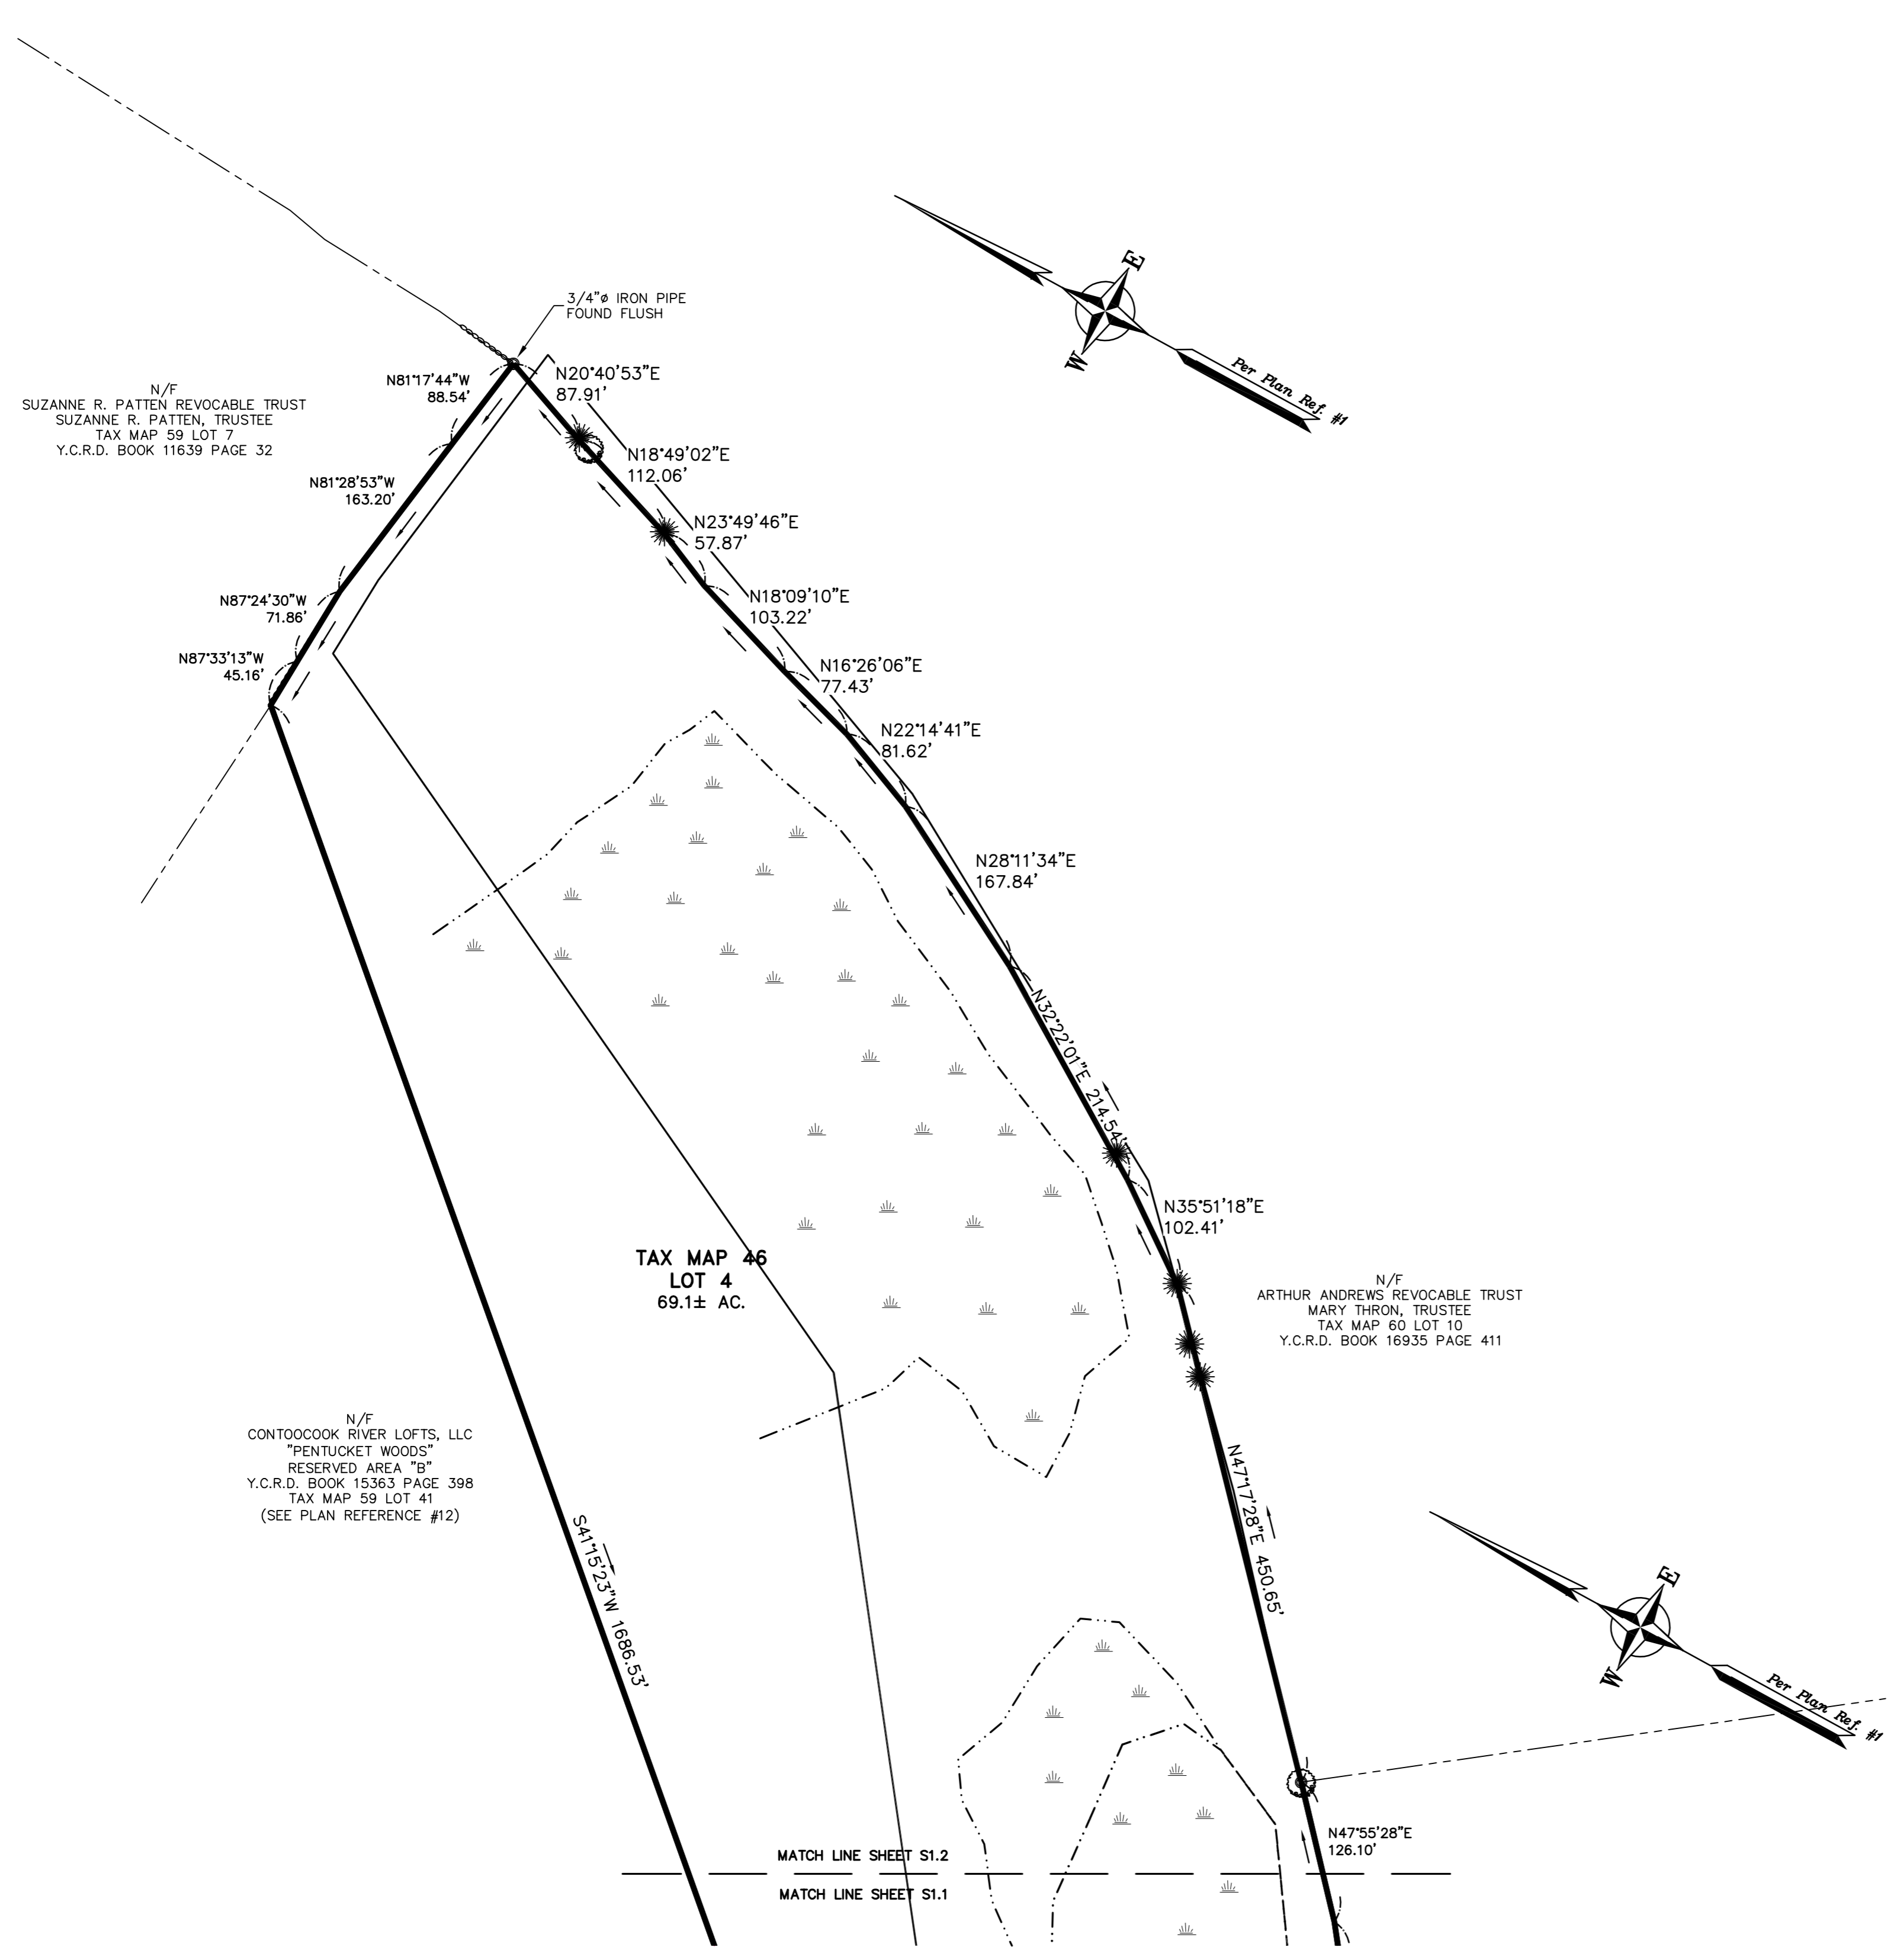 E
W
Per Plan Ref. #1
3/4"ø IRON PIPE
FOUND FLUSH
N20°40'53"E
87.91'
N81°17'44"W
88.54'
N/F
SUZANNE R. PATTEN REVOCABLE TRUST
SUZANNE R. PATTEN, TRUSTEE
TAX MAP 59 LOT 7
Y.C.R.D. BOOK 11639 PAGE 32
N18°49'02"E
112.06'
N81°28'53"W
163.20'
N23°49'46"E
57.87'
N18°09'10"E
103.22'
N87°24'30"W
71.86'
N87°33'13"W
45.16'
N16°26'06"E
77.43'
N22°14'41"E
81.62'
N28°11'34"E
167.84'
N32°22'01"E 214.54'
N35°51'18"E
102.41'
TAX MAP 46
LOT 4
69.1± AC.
N/F
ARTHUR ANDREWS REVOCABLE TRUST
MARY THRON, TRUSTEE
TAX MAP 60 LOT 10
Y.C.R.D. BOOK 16935 PAGE 411
N/F
CONTOOCOOK RIVER LOFTS, LLC
"PENTUCKET WOODS"
RESERVED AREA "B"
Y.C.R.D. BOOK 15363 PAGE 398
TAX MAP 59 LOT 41
(SEE PLAN REFERENCE #12)
S41°15'23"W 1686.53'
N47°17'28"E 450.65'
E
W
Per Plan Ref. #1
N47°55'28"E
126.10'
MATCH LINE SHEET S1.2
MATCH LINE SHEET S1.1